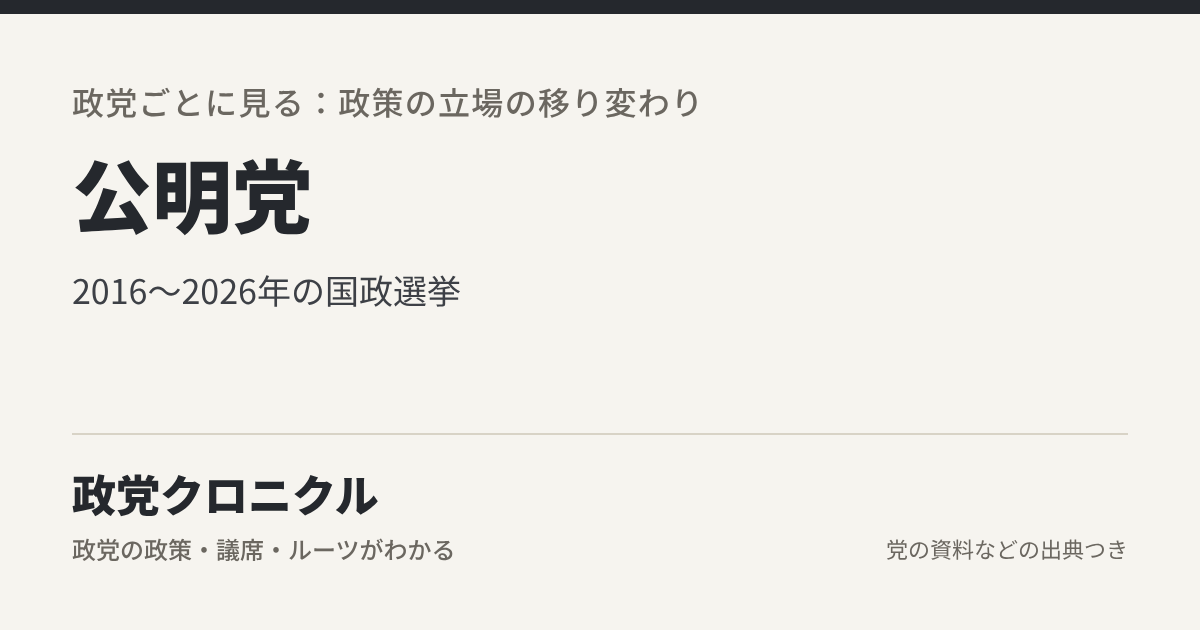 政党ごとに見る：政策の立場の移り変わり
公明党
2016～2026年の国政選挙
政党クロニクル
政党の政策・議席・ルーツがわかる
党の資料などの出典つき